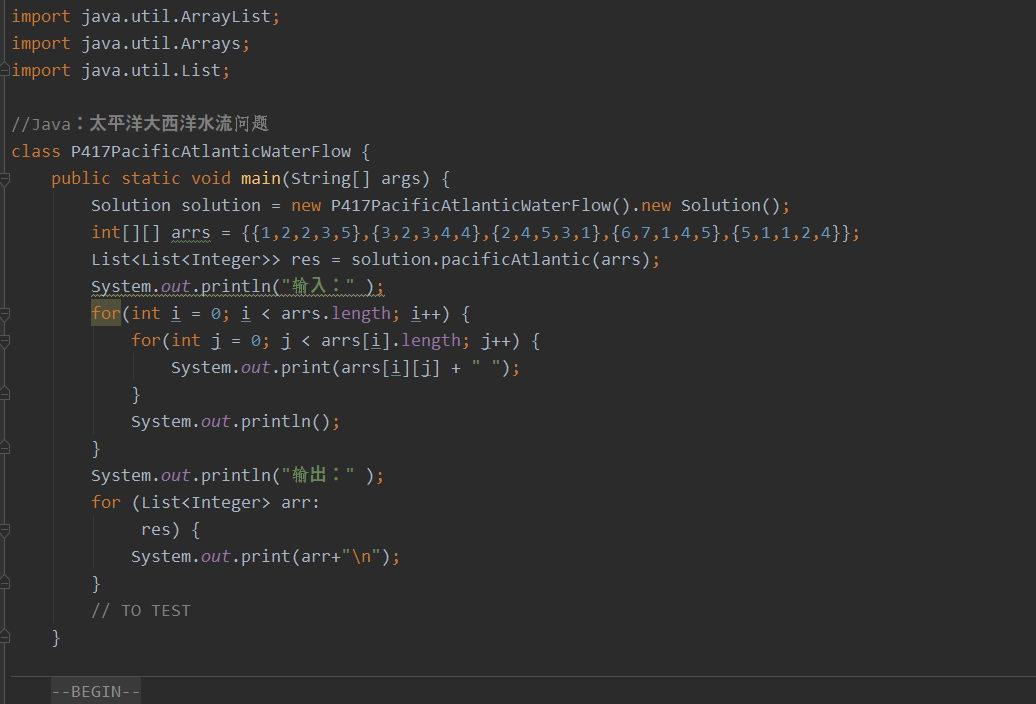 import java.util.ArrayList;
import java.util.Arrays;
import java.util.List;
//Java：太平洋大西洋水流问题
class P417PacificAtlanticWaterFlow {
public static void main(String[] args) {
Solution solution = new P417PacificAtlanticWaterFlow().new Solution();
int[][] arrs = {{1,2,2,3,5},{3,2,3,4,4},{2,4,5,3,1},{6,7,1,4,5},{5,1,1,2,4}};
List<List<Integer>> res = solution.pacificAtlantic(arrs);
System.out.println("输入：" );
for(int i = 0; i < arrs.length; i++) {
for(int j = 0; j < arrs[i].length; j++) {
System.out.print(arrs[i][j] + " ");
}
System.out.println();
}
System.out.println("输出：" );
for (List<Integer> arr:
res) {
System.out.print(arr+"\n");
}
// TO TEST
}
--BEGIN--